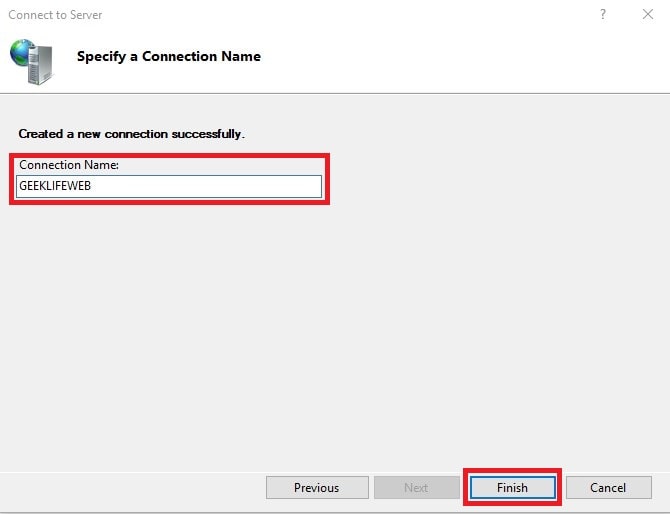 Connect to Server
?
Specify a Connection Name
Created a new connection successfully.
Connection Name:
GEEKLIFEWEB
Previous
Next
Finish
Cancel